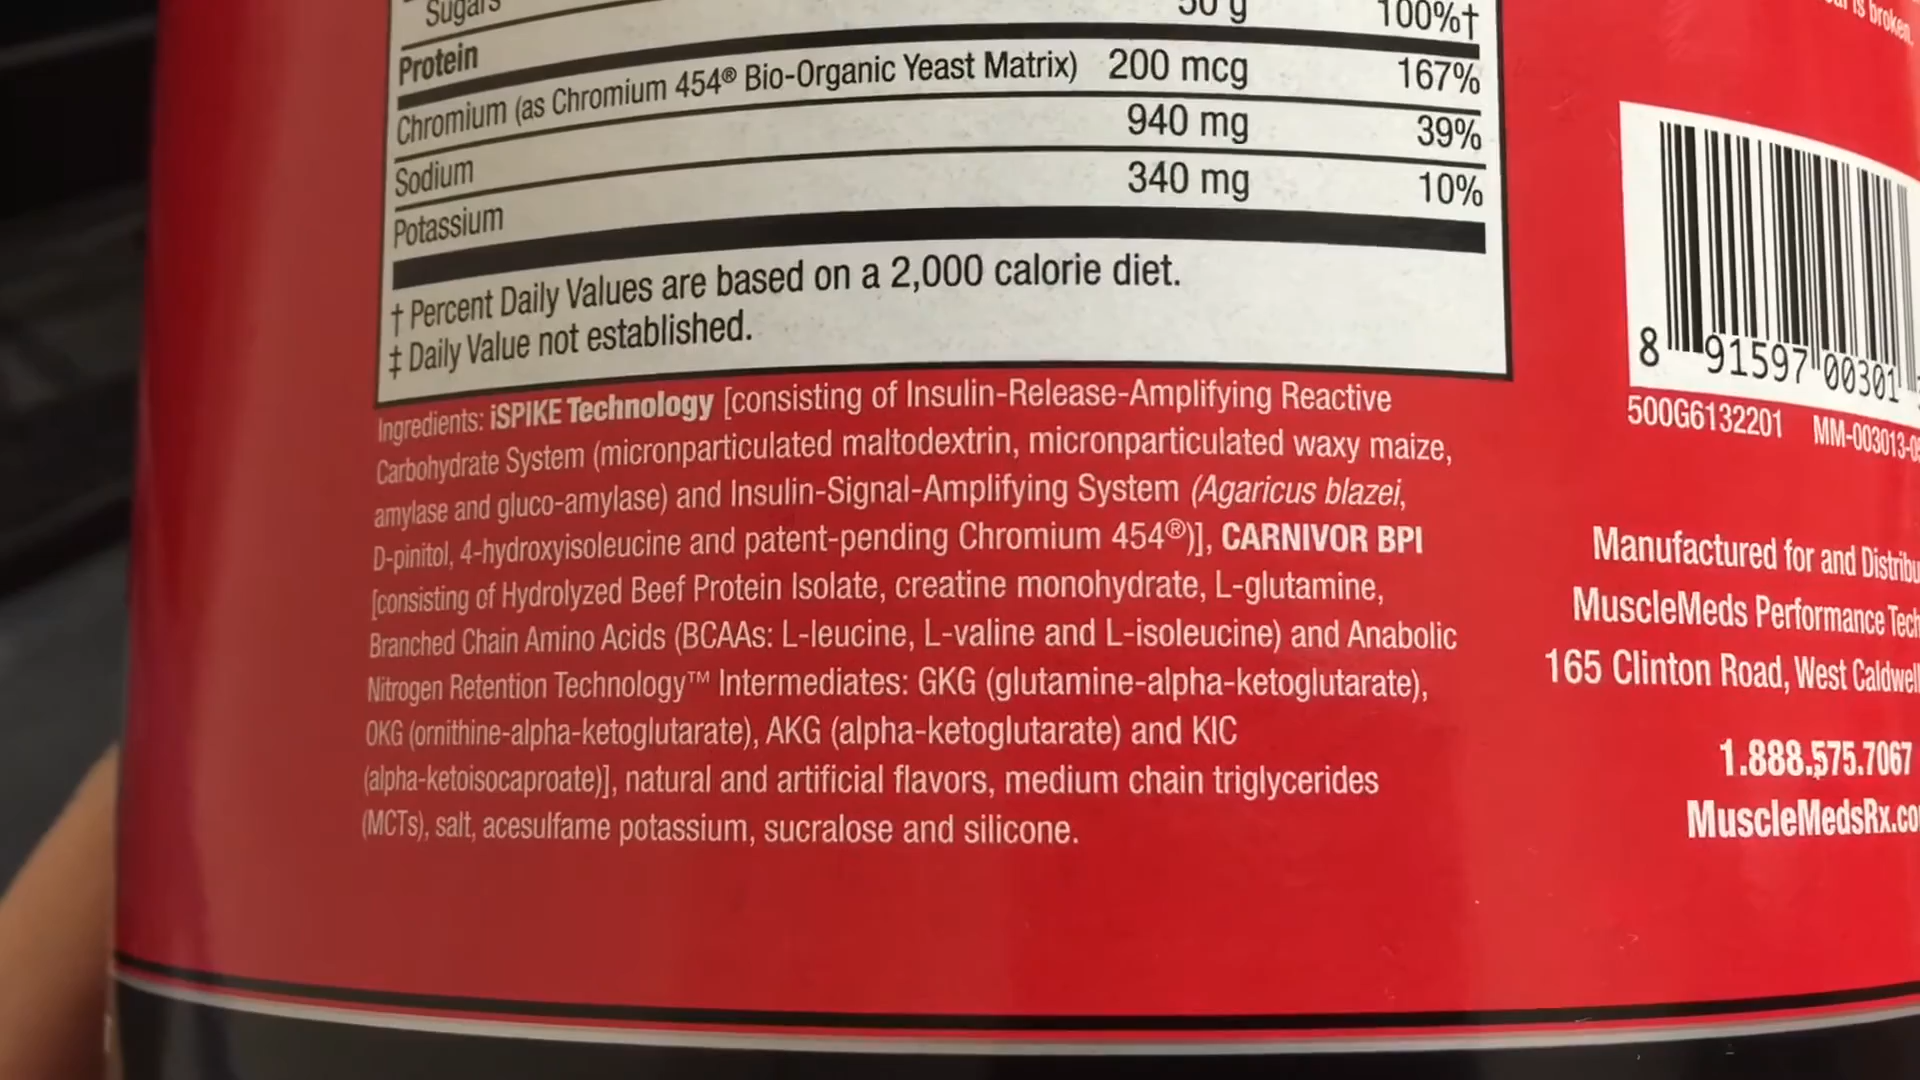 Sugars
Protein 50 g 100%†
Chromium (as Chromium 454® Bio-Organic Yeast Matrix) 200 mcg 167%
Sodium 940 mg 39%
Potassium 340 mg 10%
† Percent Daily Values are based on a 2,000 calorie diet.
‡ Daily Value not established.
Ingredients: iSPIKE Technology [consisting of Insulin-Release-Amplifying Reactive
Carbohydrate System (micronparticulated maltodextrin, micronparticulated waxy maize,
amylase and gluco-amylase) and Insulin-Signal-Amplifying System (Agaricus blazei,
D-pinitol, 4-hydroxyisoleucine and patent-pending Chromium 454®)], CARNIVOR BPI
[consisting of Hydrolyzed Beef Protein Isolate, creatine monohydrate, L-glutamine,
Branched Chain Amino Acids (BCAAs: L-leucine, L-valine and L-isoleucine) and Anabolic
Nitrogen Retention Technology™ Intermediates: GKG (glutamine-alpha-ketoglutarate),
OKG (ornithine-alpha-ketoglutarate), AKG (alpha-ketoglutarate) and KIC
(alpha-ketoisocaproate)], natural and artificial flavors, medium chain triglycerides
(MCTs), salt, acesulfame potassium, sucralose and silicone.
is broken.
8 91597 00301
500G6132201 MM-003013-0
Manufactured for and Distribu
MuscleMeds Performance Tech
165 Clinton Road, West Caldwell
1.888.575.7067
MuscleMedsRx.co